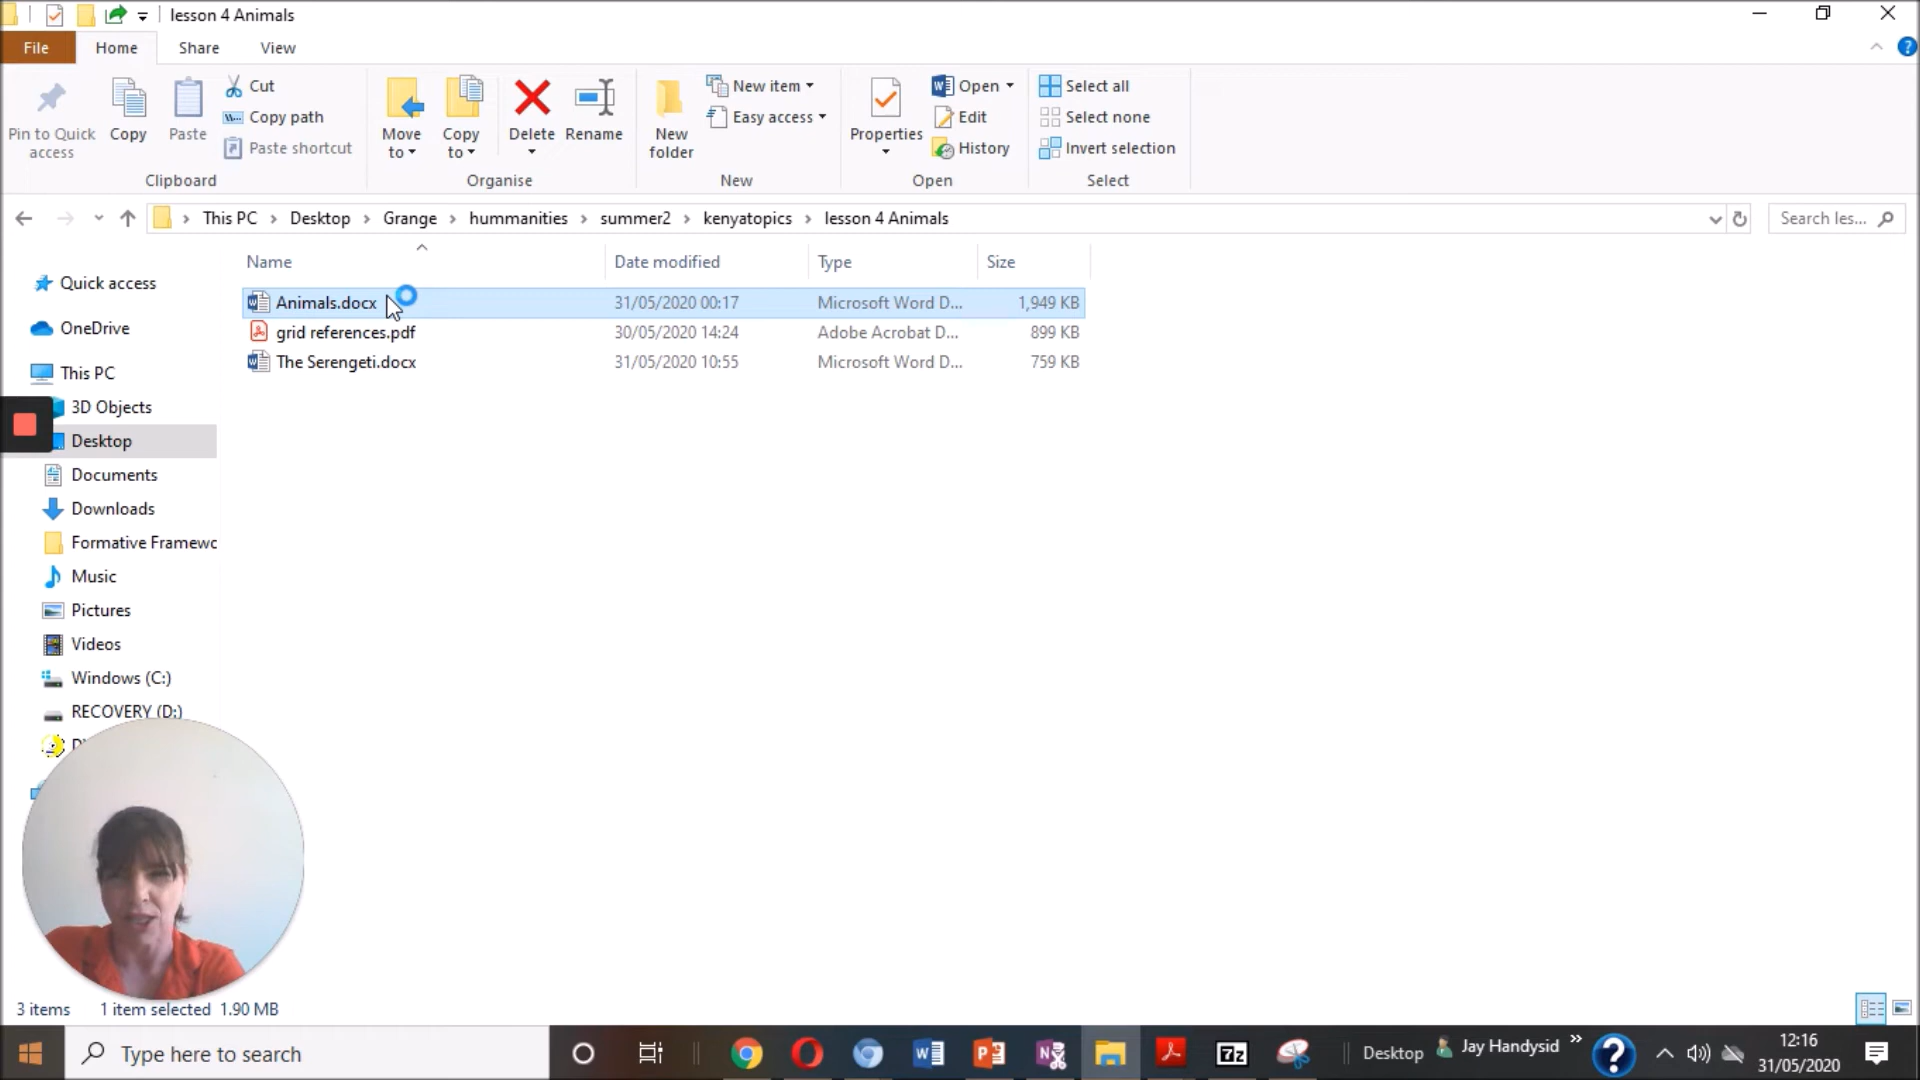 lesson 4 Animals
File Home Share View
Pin to Quick access
Copy
Paste
Cut
Copy path
Paste shortcut
Clipboard
Move to
Copy to
Delete
Rename
Organise
New folder
New item
Easy access
New
Properties
Open
Edit
History
Open
Select all
Select none
Invert selection
Select
This PC > Desktop > Grange > hummanities > summer2 > kenyatopics > lesson 4 Animals
Search les...
Name Date modified Type Size
Animals.docx 31/05/2020 00:17 Microsoft Word D... 1,949 KB
grid references.pdf 30/05/2020 14:24 Adobe Acrobat D... 899 KB
The Serengeti.docx 31/05/2020 10:55 Microsoft Word D... 759 KB
Quick access
OneDrive
This PC
3D Objects
Desktop
Documents
Downloads
Formative Framewo
Music
Pictures
Videos
Windows (C:)
RECOVERY (D:)
3 items 1 item selected 1.90 MB
Type here to search
7z
Desktop
Jay Handysid
12:16
31/05/2020